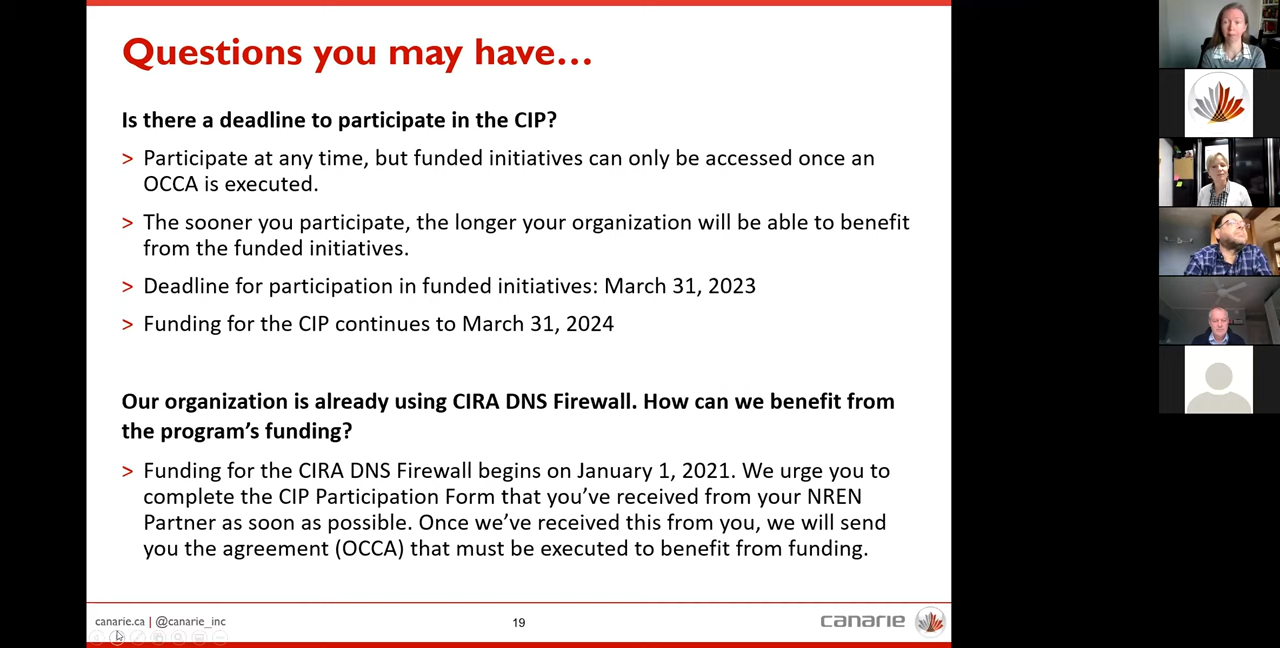 Questions you may have...
Is there a deadline to participate in the CIP?
> Participate at any time, but funded initiatives can only be accessed once an
OCCA is executed.
> The sooner you participate, the longer your organization will be able to benefit
from the funded initiatives.
> Deadline for participation in funded initiatives: March 31, 2023
> Funding for the CIP continues to March 31, 2024
Our organization is already using CIRA DNS Firewall. How can we benefit from
the program’s funding?
> Funding for the CIRA DNS Firewall begins on January 1, 2021. We urge you to
complete the CIP Participation Form that you’ve received from your NREN
Partner as soon as possible. Once we’ve received this from you, we will send
you the agreement (OCCA) that must be executed to benefit from funding.
canarie.ca | @canarie_inc
19
canarie